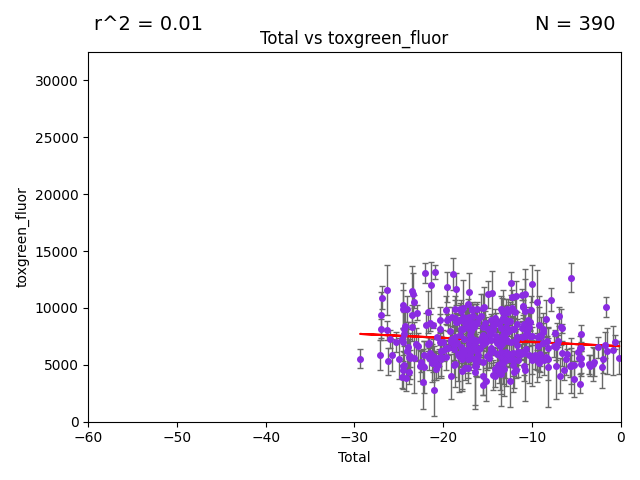 r^2 = 0.01
N = 390
Total vs toxgreen_fluor
30000
25000
20000
15000
10000
5000
0
toxgreen_fluor
−60
−50
−40
−30
−20
−10
0
Total